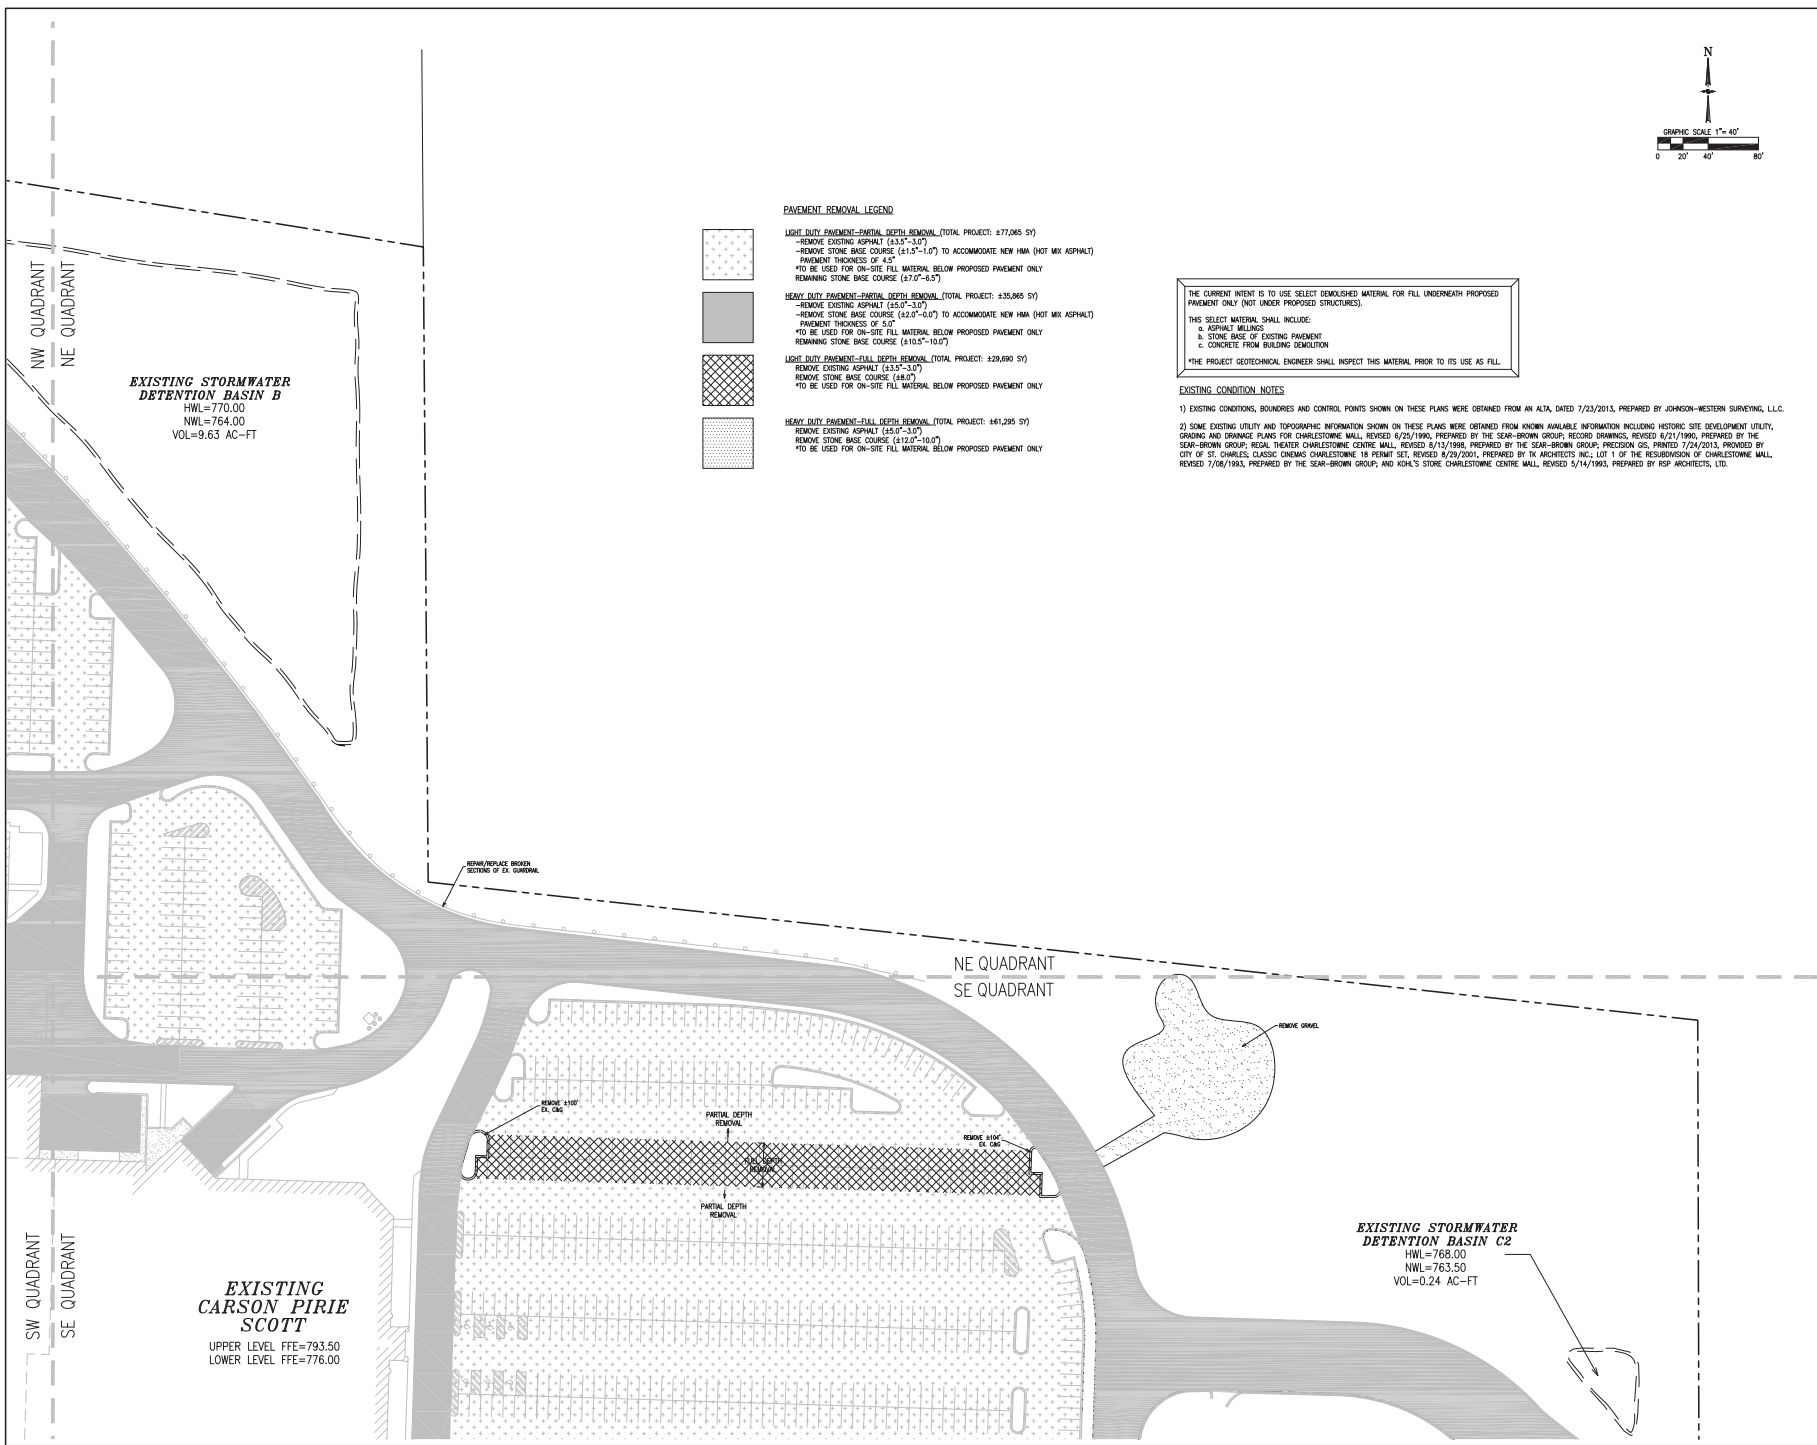 N
GRAPHIC SCALE 1"= 40'
0 20' 40' 80'
PAVEMENT REMOVAL LEGEND
LIGHT DUTY PAVEMENT-PARTIAL DEPTH REMOVAL (TOTAL PROJECT: ±77,065 SY)
-REMOVE EXISTING ASPHALT (±3.5"-3.0")
-REMOVE STONE BASE COURSE (±1.5"-1.0") TO ACCOMMODATE NEW HMA (HOT MIX ASPHALT)
PAVEMENT THICKNESS OF 4.5"
*TO BE USED FOR ON-SITE FILL MATERIAL BELOW PROPOSED PAVEMENT ONLY
REMAINING STONE BASE COURSE (±7.0"-6.5")
HEAVY DUTY PAVEMENT-PARTIAL DEPTH REMOVAL (TOTAL PROJECT: ±35,865 SY)
-REMOVE EXISTING ASPHALT (±5.0"-3.0")
-REMOVE STONE BASE COURSE (±2.0"-0.0") TO ACCOMMODATE NEW HMA (HOT MIX ASPHALT)
PAVEMENT THICKNESS OF 5.0"
*TO BE USED FOR ON-SITE FILL MATERIAL BELOW PROPOSED PAVEMENT ONLY
REMAINING STONE BASE COURSE (±10.5"-10.0")
LIGHT DUTY PAVEMENT-FULL DEPTH REMOVAL (TOTAL PROJECT: ±29,690 SY)
REMOVE EXISTING ASPHALT (±3.5"-3.0")
REMOVE STONE BASE COURSE (±8.0")
*TO BE USED FOR ON-SITE FILL MATERIAL BELOW PROPOSED PAVEMENT ONLY
HEAVY DUTY PAVEMENT-FULL DEPTH REMOVAL (TOTAL PROJECT: ±61,295 SY)
REMOVE EXISTING ASPHALT (±5.0"-3.0")
REMOVE STONE BASE COURSE (±12.0"-10.0")
*TO BE USED FOR ON-SITE FILL MATERIAL BELOW PROPOSED PAVEMENT ONLY
THE CURRENT INTENT IS TO USE SELECT DEMOLISHED MATERIAL FOR FILL UNDERNEATH PROPOSED
PAVEMENT ONLY (NOT UNDER PROPOSED STRUCTURES).
THIS SELECT MATERIAL SHALL INCLUDE:
a. ASPHALT MILLINGS
b. STONE BASE OF EXISTING PAVEMENT
c. CONCRETE FROM BUILDING DEMOLITION
*THE PROJECT GEOTECHNICAL ENGINEER SHALL INSPECT THIS MATERIAL PRIOR TO ITS USE AS FILL.
EXISTING CONDITION NOTES
1) EXISTING CONDITIONS, BOUNDRIES AND CONTROL POINTS SHOWN ON THESE PLANS WERE OBTAINED FROM AN ALTA, DATED 7/23/2013, PREPARED BY JOHNSON-WESTERN SURVEYING, L.L.C.
2) SOME EXISTING UTILITY AND TOPOGRAPHIC INFORMATION SHOWN ON THESE PLANS WERE OBTAINED FROM KNOWN AVAILABLE INFORMATION INCLUDING HISTORIC SITE DEVELOPMENT UTILITY,
GRADING AND DRAINAGE PLANS FOR CHARLESTOWNE MALL, REVISED 6/25/1990, PREPARED BY THE SEAR-BROWN GROUP; RECORD DRAWINGS, REVISED 6/21/1990, PREPARED BY THE
SEAR-BROWN GROUP; REGAL THEATER CHARLESTOWNE CENTRE MALL, REVISED 8/13/1998, PREPARED BY THE SEAR-BROWN GROUP; PRECISION GIS, PRINTED 7/24/2013, PROVIDED BY
CITY OF ST. CHARLES; CLASSIC CINEMAS CHARLESTOWNE 18 PERMIT SET, REVISED 8/29/2001, PREPARED BY TK ARCHITECTS INC.; LOT 1 OF THE RESUBDIVISION OF CHARLESTOWNE MALL,
REVISED 7/08/1993, PREPARED BY THE SEAR-BROWN GROUP; AND KOHL'S STORE CHARLESTOWNE CENTRE MALL, REVISED 5/14/1993, PREPARED BY RSP ARCHITECTS, LTD.
NW QUADRANT
NE QUADRANT
EXISTING STORMWATER
DETENTION BASIN B
HWL=770.00
NWL=764.00
VOL=9.63 AC-FT
REPAIR/REPLACE BROKEN
SECTIONS OF EX. GUARDRAIL
NE QUADRANT
SE QUADRANT
REMOVE GRAVEL
REMOVE ±100'
EX. C&G
PARTIAL DEPTH
REMOVAL
REMOVE ±104'
EX. C&G
FULL DEPTH
REMOVAL
PARTIAL DEPTH
REMOVAL
EXISTING STORMWATER
DETENTION BASIN C2
HWL=768.00
NWL=763.50
VOL=0.24 AC-FT
SW QUADRANT
SE QUADRANT
EXISTING
CARSON PIRIE
SCOTT
UPPER LEVEL FFE=793.50
LOWER LEVEL FFE=776.00